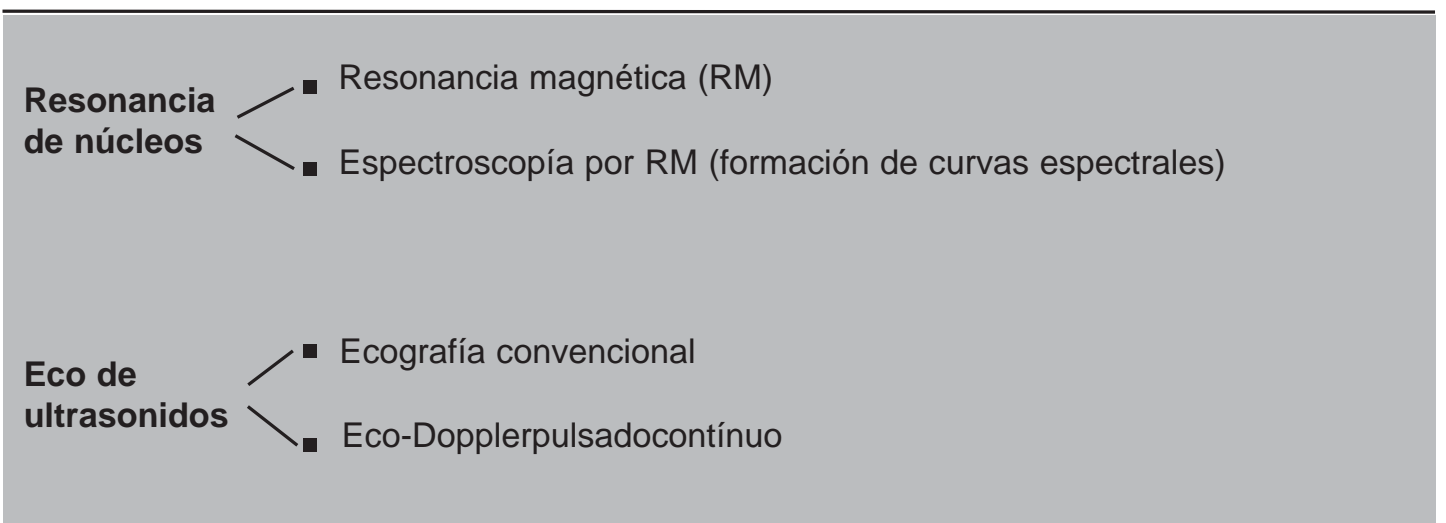 Resonancia
de núcleos
■ Resonancia magnética (RM)
■ Espectroscopía por RM (formación de curvas espectrales)
Eco de
ultrasonidos
■ Ecografía convencional
■ Eco-Dopplerpulsadocontínuo